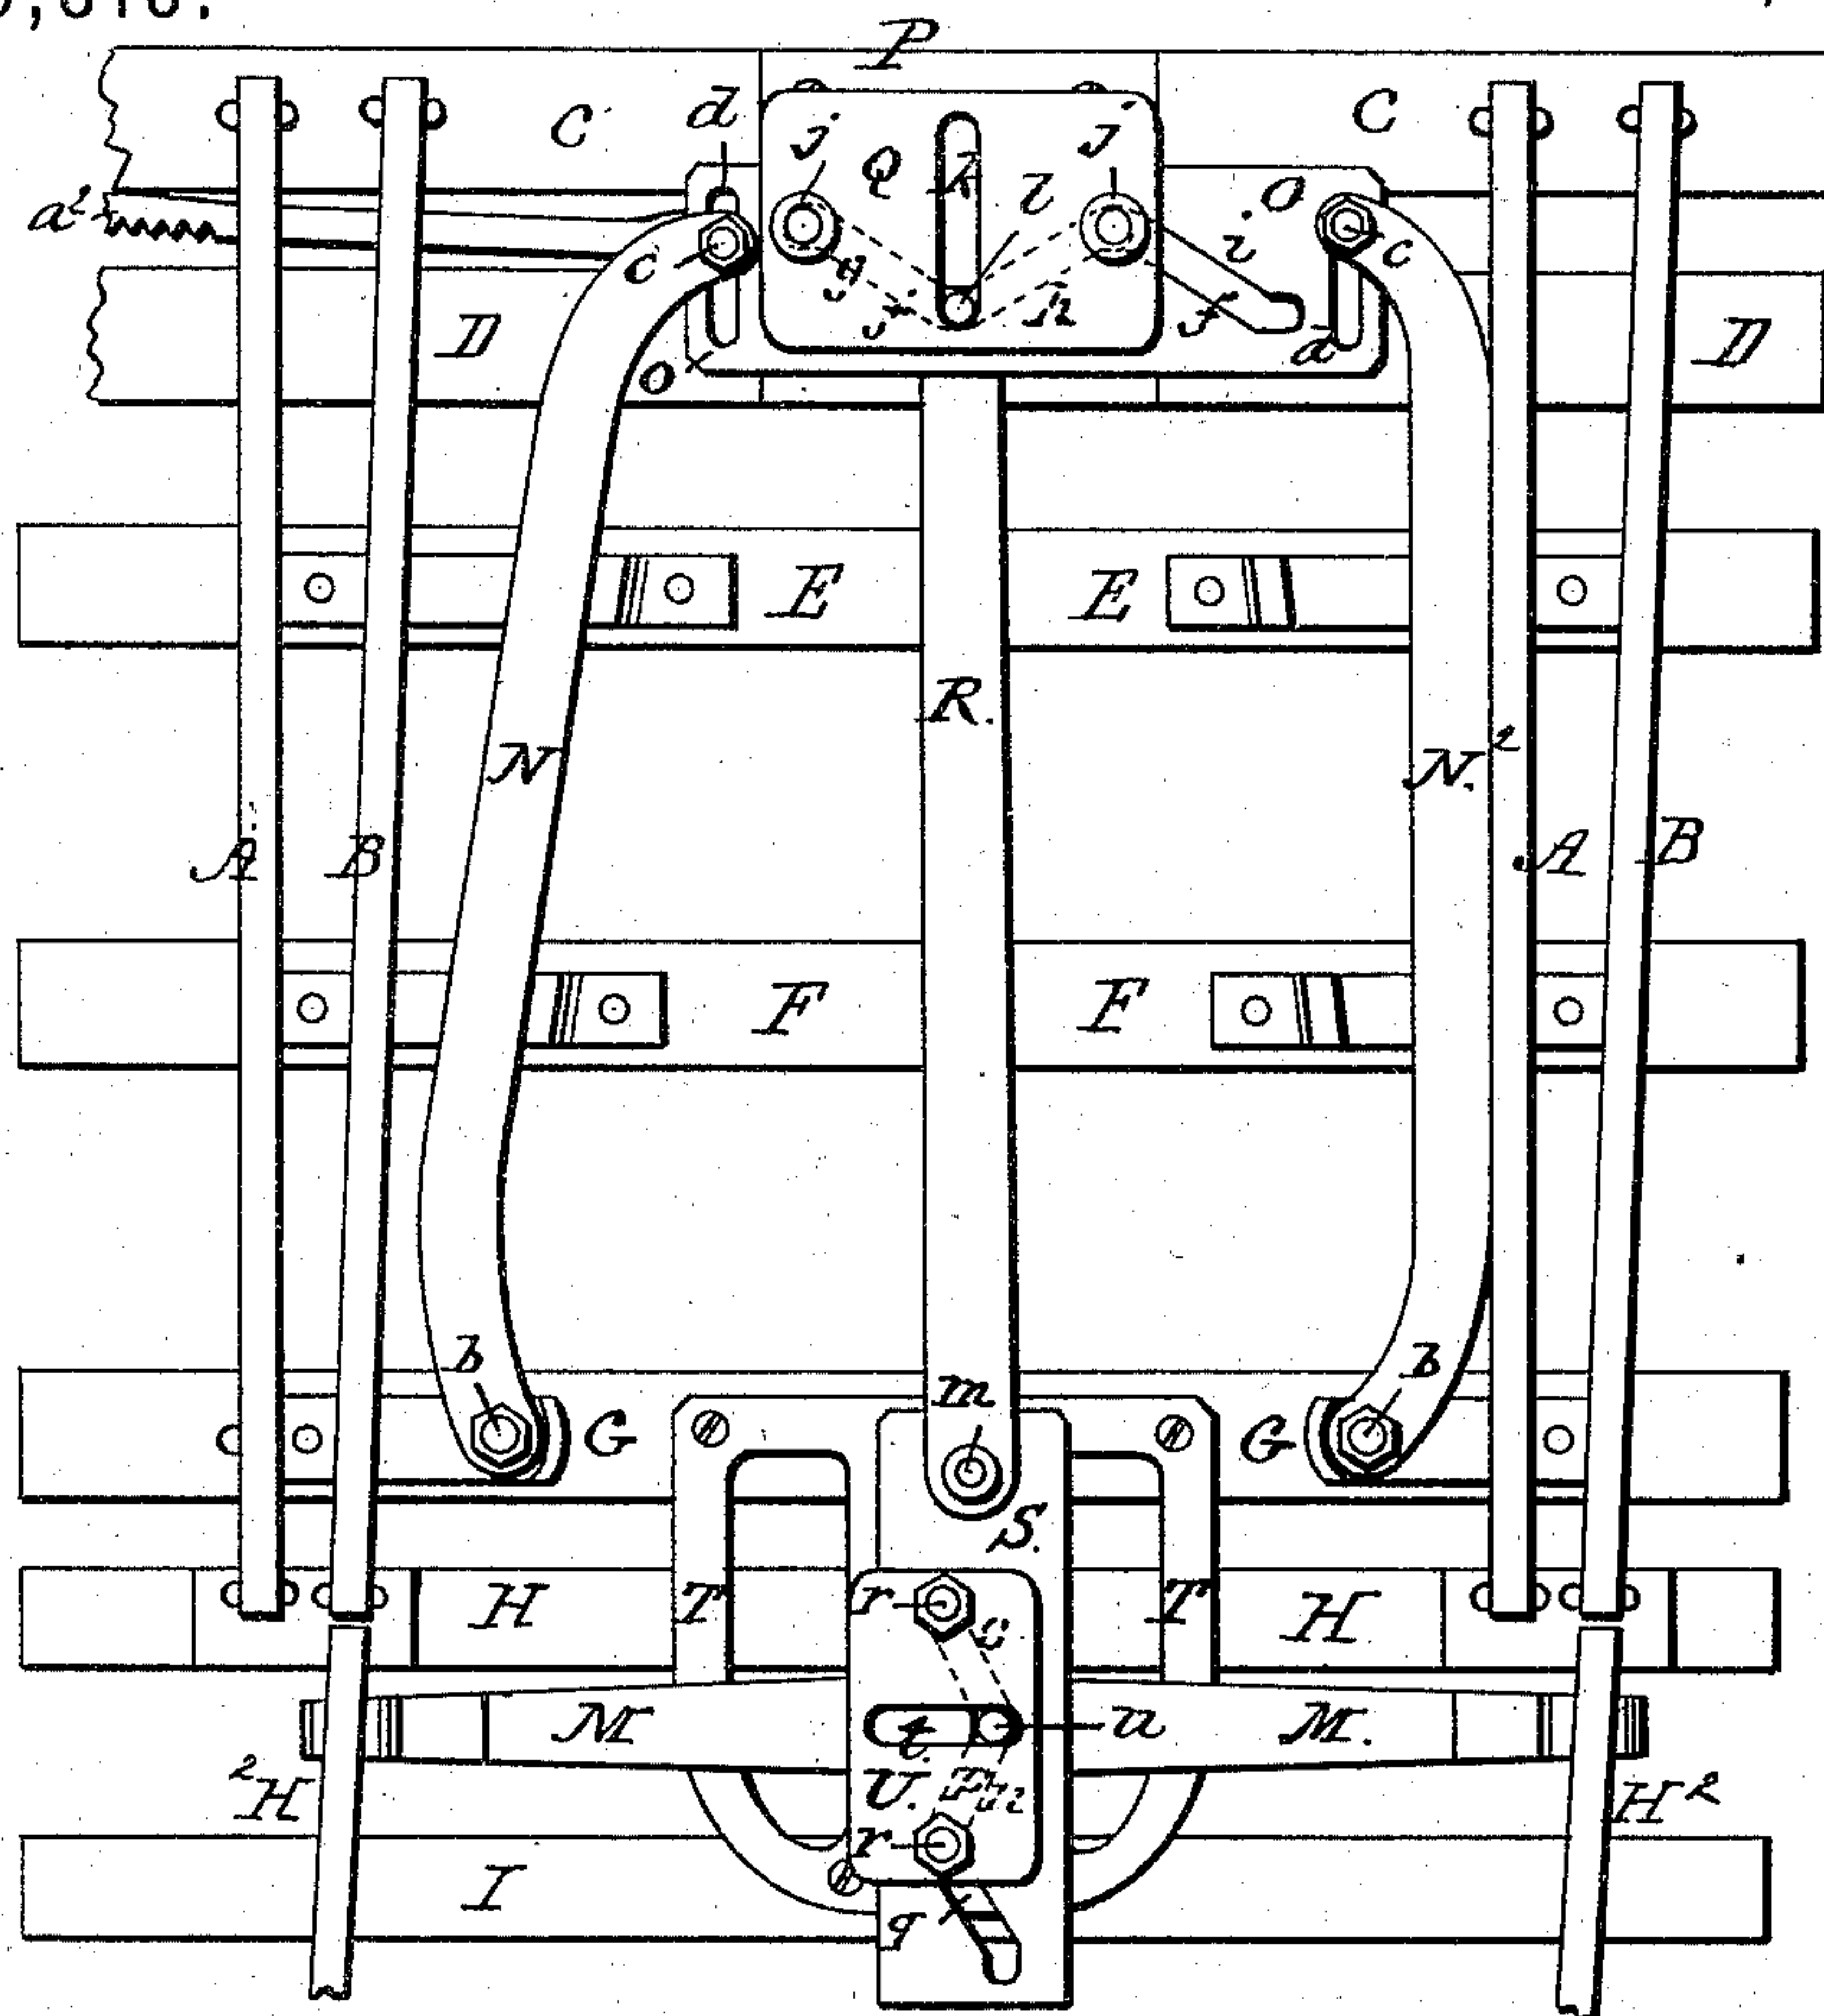 P
C d j Q k l j C
a² O i c
c g j h f d
D o D
E E
R.
N N.²
A B A B
F F
b m b
G G
S.
H T r s T H
M t. u M.
²H U. H²
r
I q